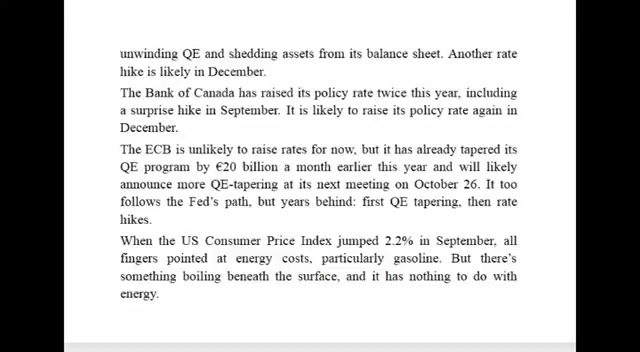 unwinding QE and shedding assets from its balance sheet. Another rate
hike is likely in December.
The Bank of Canada has raised its policy rate twice this year, including
a surprise hike in September. It is likely to raise its policy rate again in
December.
The ECB is unlikely to raise rates for now, but it has already tapered its
QE program by €20 billion a month earlier this year and will likely
announce more QE-tapering at its next meeting on October 26. It too
follows the Fed’s path, but years behind: first QE tapering, then rate
hikes.
When the US Consumer Price Index jumped 2.2% in September, all
fingers pointed at energy costs, particularly gasoline. But there’s
something boiling beneath the surface, and it has nothing to do with
energy.